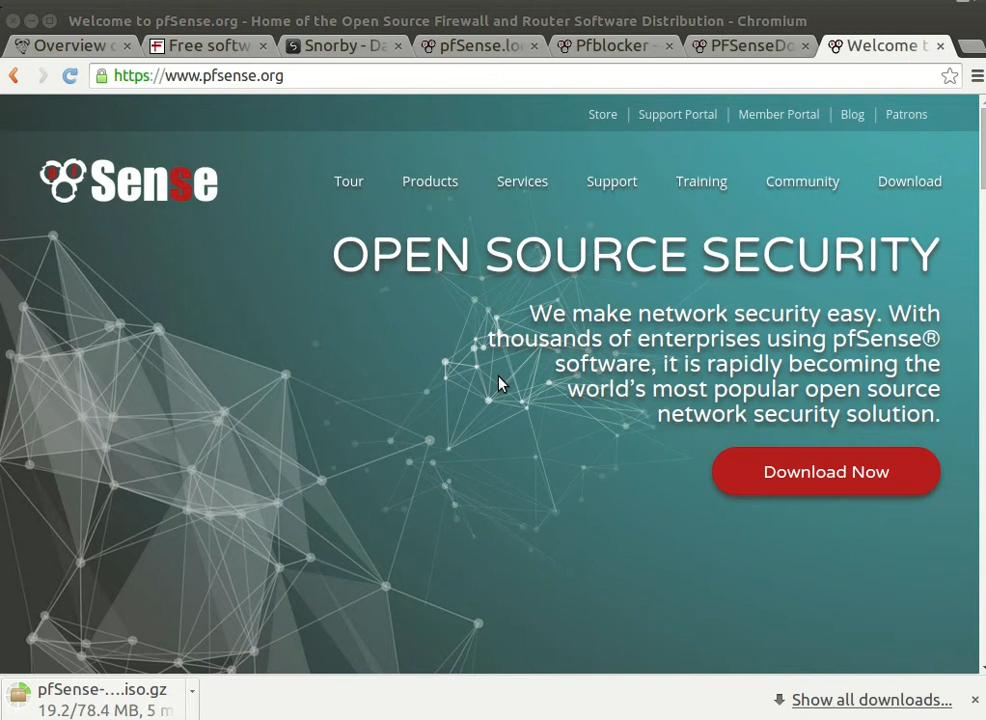 Welcome to pfSense.org - Home of the Open Source Firewall and Router Software Distribution - Chromium
Overview
Free softw
Snorby - Da
pfSense.lo
Pfblocker -
PFSenseDo
Welcome t
https://www.pfsense.org
Store
Support Portal
Member Portal
Blog
Patrons
Sense
Tour
Products
Services
Support
Training
Community
Download
OPEN SOURCE SECURITY
We make network security easy. With
thousands of enterprises using pfSense®
software, it is rapidly becoming the
world's most popular open source
network security solution.
Download Now
pfSense-....iso.gz
19.2/78.4 MB, 5 m
Show all downloads...